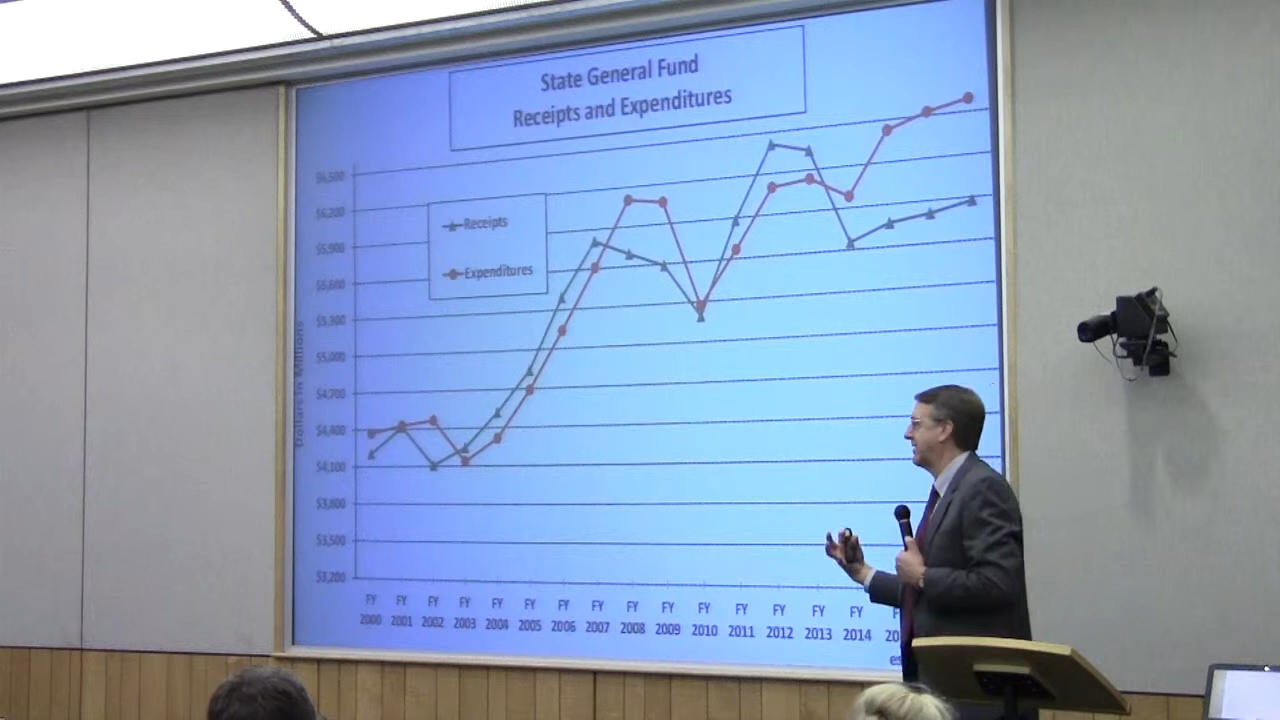 State General Fund
Receipts and Expenditures
$6,500
$6,200
$5,900
$5,600
$5,300
$5,000
$4,700
$4,400
$4,100
$3,800
$3,500
$3,200
Dollars in Millions
Receipts
Expenditures
FY FY FY FY FY FY FY FY FY FY FY FY FY FY FY
2000 2001 2002 2003 2004 2005 2006 2007 2008 2009 2010 2011 2012 2013 2014